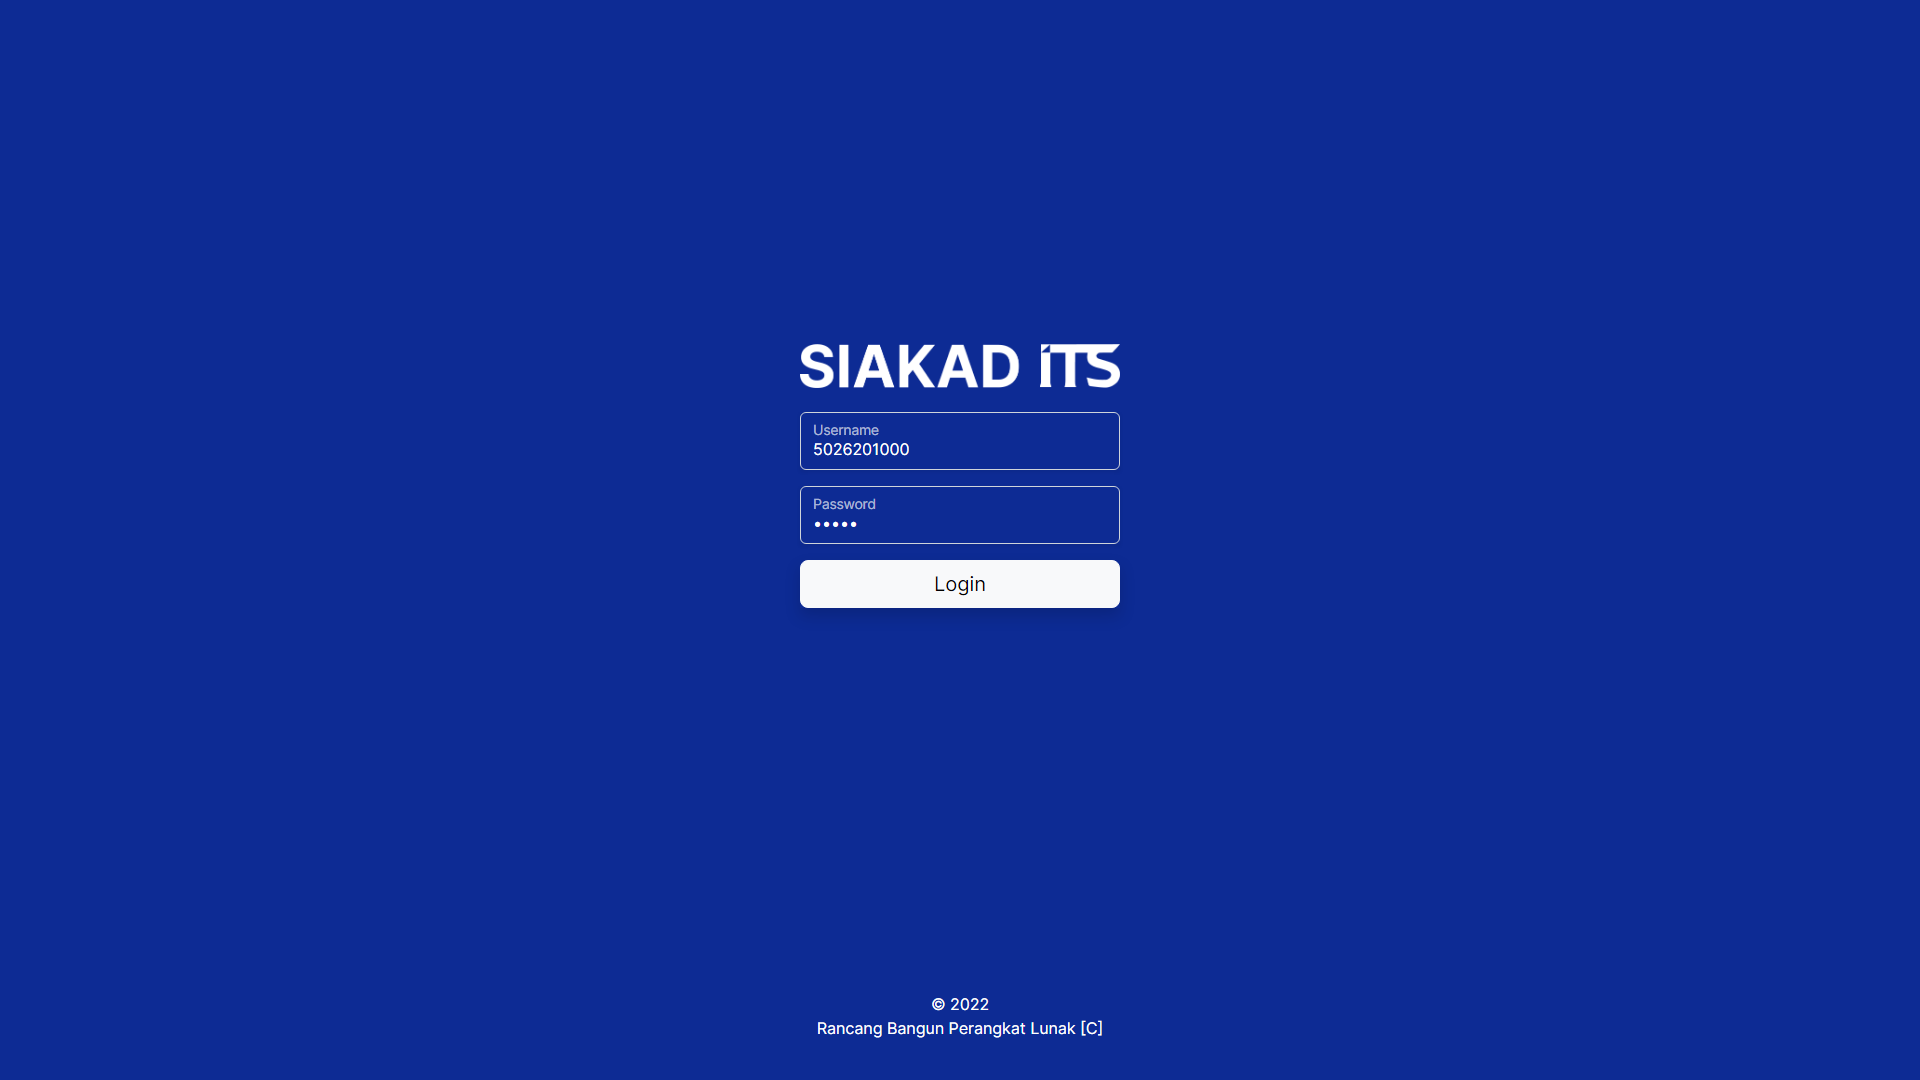 SIAKAD ITS
Username
5026201000
Password
•••••
Login
© 2022
Rancang Bangun Perangkat Lunak [C]